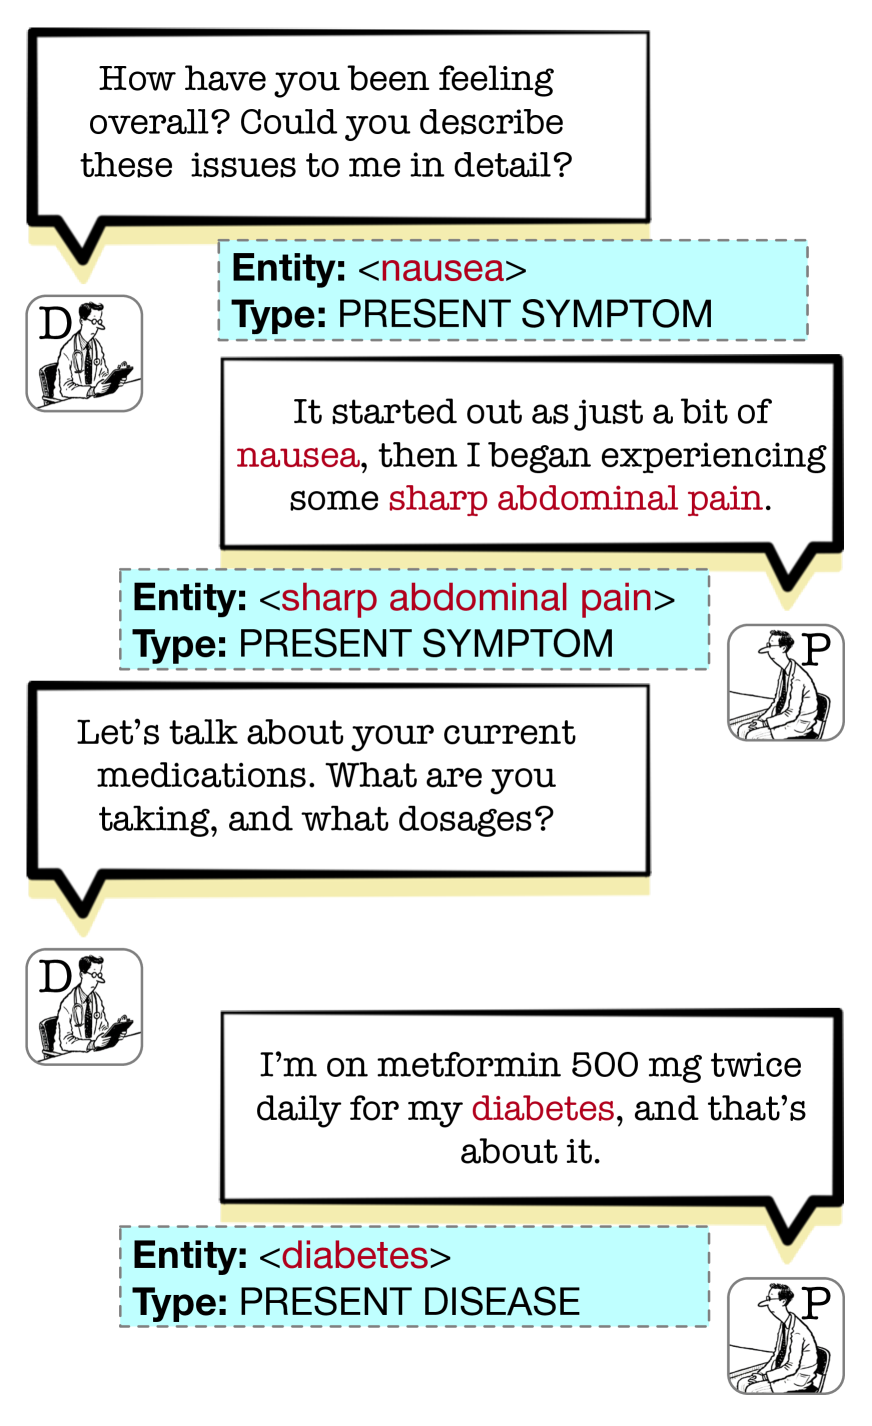 How have you been feeling
overall? Could you describe
these issues to me in detail?
Entity: <nausea>
Type: PRESENT SYMPTOM
D
It started out as just a bit of
nausea, then I began experiencing
some sharp abdominal pain.
Entity: <sharp abdominal pain>
Type: PRESENT SYMPTOM
P
Let's talk about your current
medications. What are you
taking, and what dosages?
D
I'm on metformin 500 mg twice
daily for my diabetes, and that's
about it.
Entity: <diabetes>
Type: PRESENT DISEASE
P